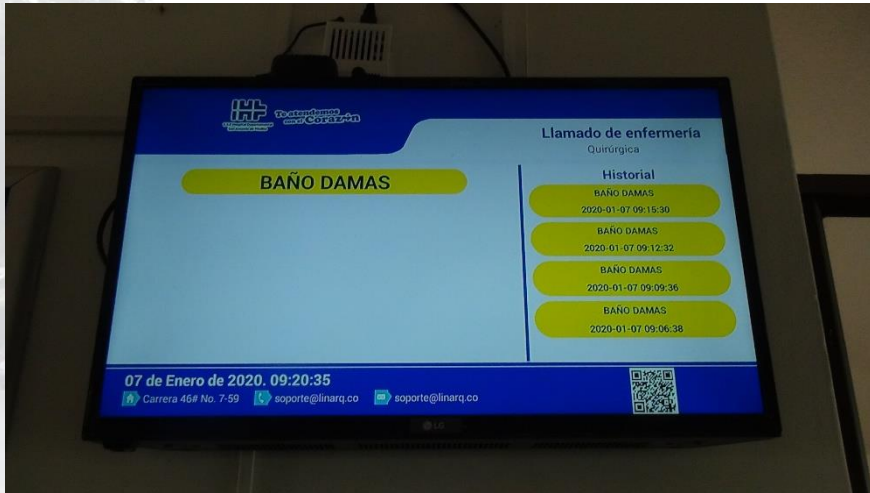 IHF
Te atendemos
con el Corazón
Llamado de enfermería
Quirúrgica
BAÑO DAMAS
Historial
BAÑO DAMAS
2020-01-07 09:15:30
BAÑO DAMAS
2020-01-07 09:12:32
BAÑO DAMAS
2020-01-07 09:09:36
BAÑO DAMAS
2020-01-07 09:06:38
07 de Enero de 2020. 09:20:35
Carrera 46# No. 7-59 soporte@linarq.co soporte@linarq.co
LG